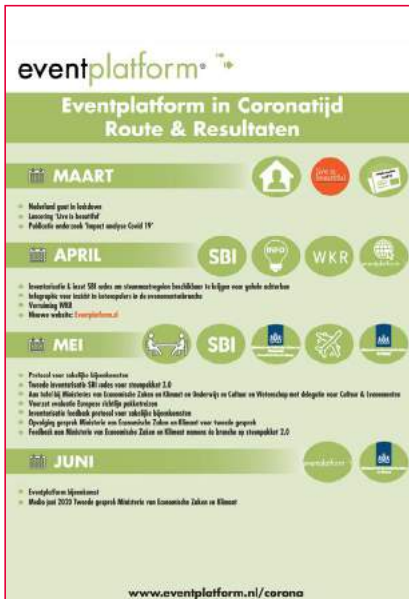 eventplatform
Eventplatform in Coronatijd
Route & Resultaten
MAART
live is
beautiful
Nederland gaat in lockdown
Lancering 'Live is beautiful'
Publicatie onderzoek 'Impact analyse Covid 19'
APRIL
SBI
INFO
WKR
eventplatform
Inventarisatie & lezst SBI codes om steunmaatregelen beschikbaar te krijgen voor gehele achterban
Infographic voor inzicht in ketenspelers in de evenementenbranche
Verruiming WKR
Nieuwe website: Eventplatform.nl
MEI
SBI
Protocol voor zakelijke bijeenkomsten
Tweede inventarisatie SBI codes voor steunpakket 2.0
Aan tafel bij Ministeries van Economische Zaken en Klimaat en Onderwijs en Cultuur en Wetenschap met delegatie voor Cultuur & Evenementen
Voorzet evaluatie Europese richtlijn pakketreizen
Inventarisatie feedback protocol voor zakelijke bijeenkomsten
Opvolging gesprek Ministerie van Economische Zaken en Klimaat voor tweede gesprek
Feedback aan Ministerie van Economische Zaken en Klimaat namens de branche op steunpakket 2.0
JUNI
eventplatform
Eventplatform bijeenkomst
Medio juni 2020 Tweede gesprek Ministerie van Economische Zaken en Klimaat
www.eventplatform.nl/corona